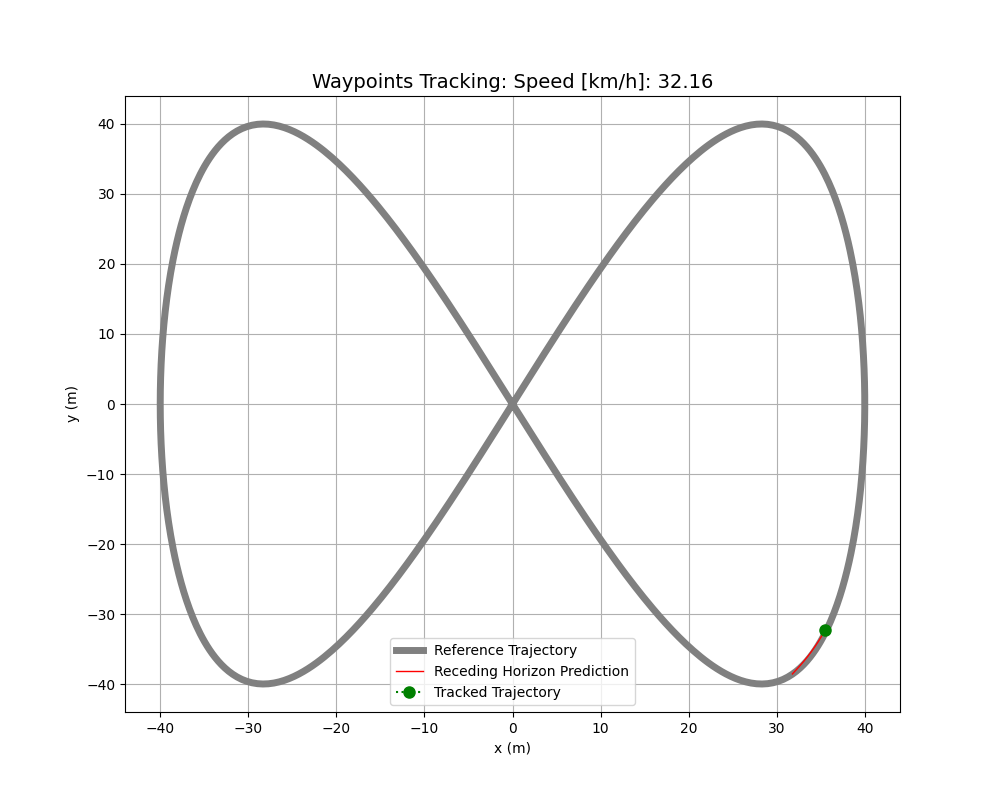 Waypoints Tracking: Speed [km/h]: 32.16
40
30
20
10
0
−10
−20
−30
−40
y (m)
Reference Trajectory
Receding Horizon Prediction
Tracked Trajectory
−40 −30 −20 −10 0 10 20 30 40
x (m)